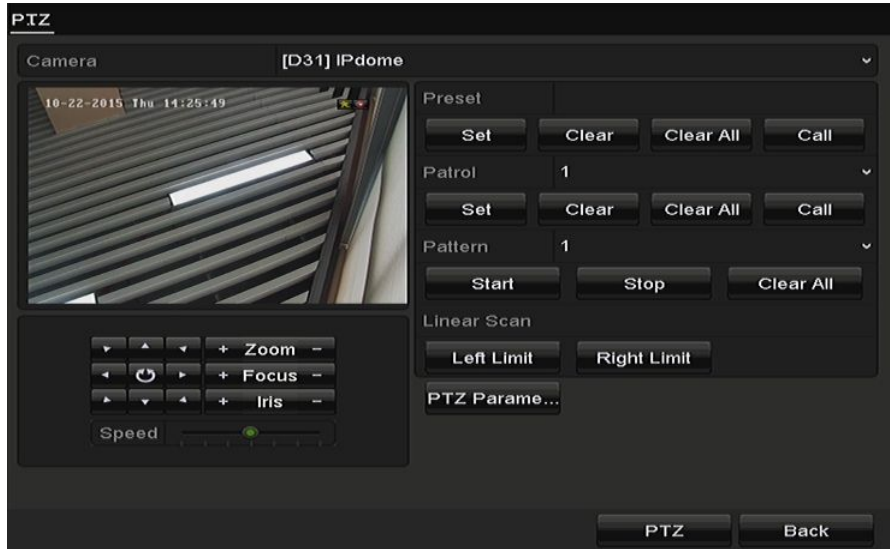 PTZ
Camera [D31] IPdome
10-22-2015 Thu 14:25:49
Preset
Set Clear Clear All Call
Patrol 1
Set Clear Clear All Call
Pattern 1
Start Stop Clear All
Linear Scan
Left Limit Right Limit
PTZ Parame...
+ Zoom -
+ Focus -
+ Iris -
Speed
PTZ Back